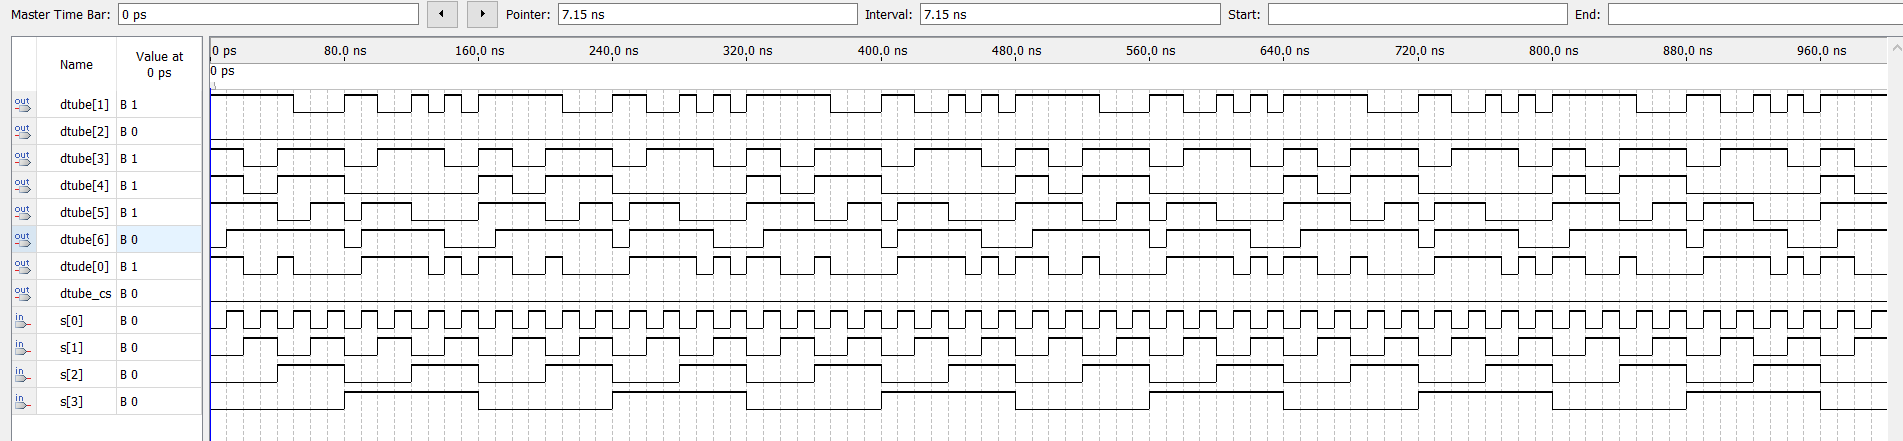 Master Time Bar: 0 ps Pointer: 7.15 ns Interval: 7.15 ns Start: End:
Name Value at 0 ps
0 ps 80.0 ns 160.0 ns 240.0 ns 320.0 ns 400.0 ns 480.0 ns 560.0 ns 640.0 ns 720.0 ns 800.0 ns 880.0 ns 960.0 ns
0 ps
out dtube[1] B 1
out dtube[2] B 0
out dtube[3] B 1
out dtube[4] B 1
out dtube[5] B 1
out dtube[6] B 0
out dtude[0] B 1
out dtube_cs B 0
in s[0] B 0
in s[1] B 0
in s[2] B 0
in s[3] B 0